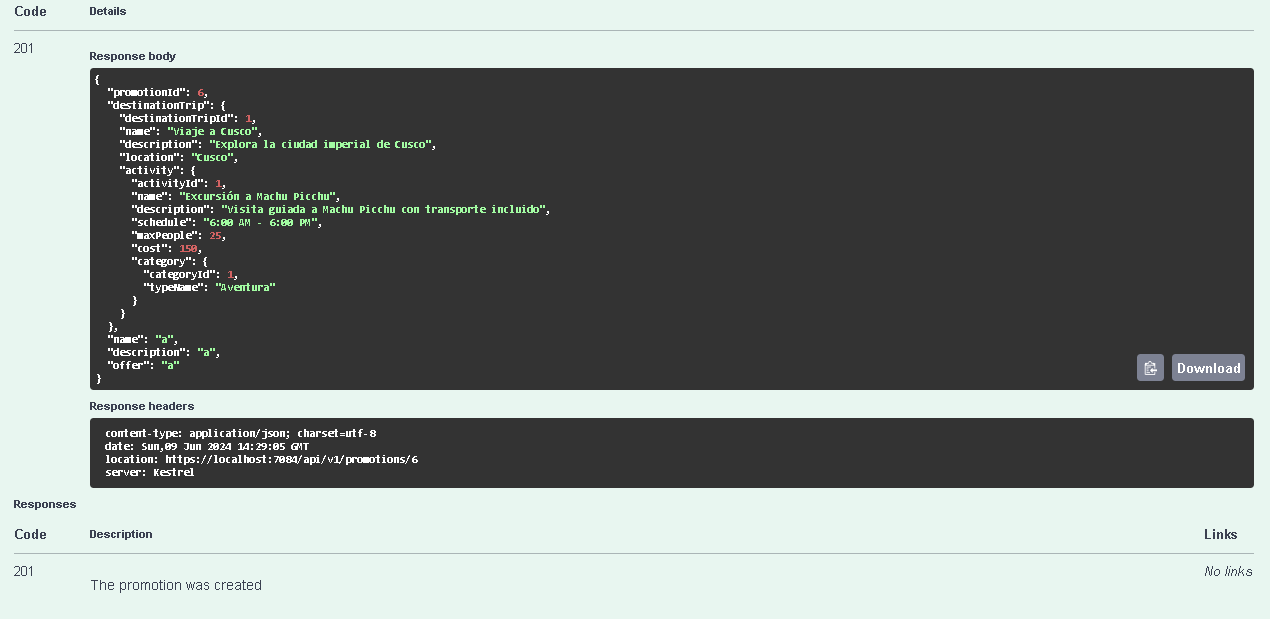 Code Details
201
Response body
{
  "promotionId": 6,
  "destinationTrip": {
    "destinationTripId": 1,
    "name": "Viaje a Cusco",
    "description": "Explora la ciudad imperial de Cusco",
    "location": "Cusco",
    "activity": {
      "activityId": 1,
      "name": "Excursión a Machu Picchu",
      "description": "Visita guiada a Machu Picchu con transporte incluido",
      "schedule": "6:00 AM - 6:00 PM",
      "maxPeople": 25,
      "cost": 150,
      "category": {
        "categoryId": 1,
        "typeName": "Aventura"
      }
    }
  },
  "name": "a",
  "description": "a",
  "offer": "a"
}
Download
Response headers
content-type: application/json; charset=utf-8
date: Sun,09 Jun 2024 14:29:05 GMT
location: https://localhost:7084/api/v1/promotions/6
server: Kestrel
Responses
Code Description Links
201 No links
The promotion was created